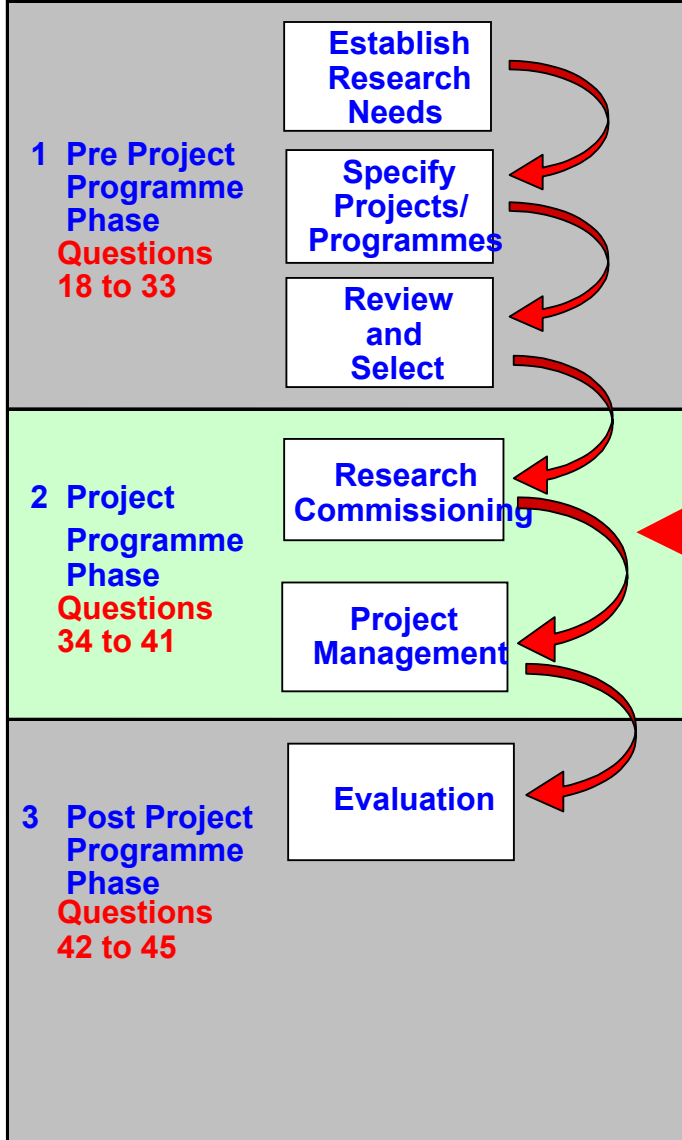 Establish
Research
Needs
1 Pre Project
Programme
Phase
Questions
18 to 33
Specify
Projects/
Programmes
Review
and
Select
2 Project
Programme
Phase
Questions
34 to 41
Research
Commissioning
Project
Management
3 Post Project
Programme
Phase
Questions
42 to 45
Evaluation